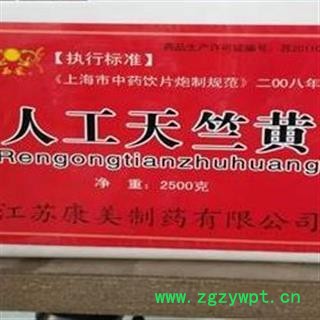 药品生产许可证编号：苏20110
【执行标准】
《上海市中药饮片炮制规范》二00八年
人工天竺黄
Rengongtianzhuhuang
净 重：2500克
江苏康美制药有限公司
www.zgzywpt.cn